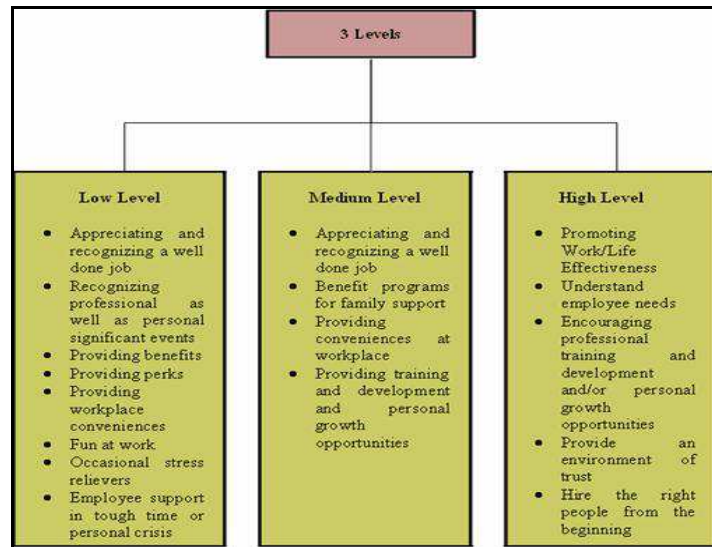 3 Levels
Low Level
Appreciating and
recognizing a well
done job
Recognizing
professional as
well as personal
significant events
Providing benefits
Providing perks
Providing
workplace
conveniences
Fun at work
Occasional stress
relievers
Employee support
in tough time or
personal crisis
Medium Level
Appreciating and
recognizing a well
done job
Benefit programs
for family support
Providing
conveniences at
workplace
Providing training
and development
and personal
growth
opportunities
High Level
Promoting
Work/Life
Effectiveness
Understand
employee needs
Encouraging
professional
training and
development
and/or personal
growth
opportunities
Provide an
environment of
trust
Hire the right
people from the
beginning